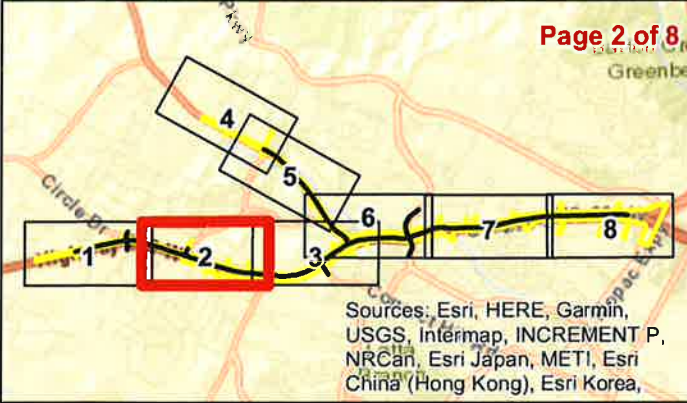 Page 2 of 8
Pkwy
Greenbe
4
5
Circle Dr
6
7
8
1
2
3
Sources: Esri, HERE, Garmin,
USGS, Intermap, INCREMENT P,
NRCan, Esri Japan, METI, Esri
China (Hong Kong), Esri Korea,